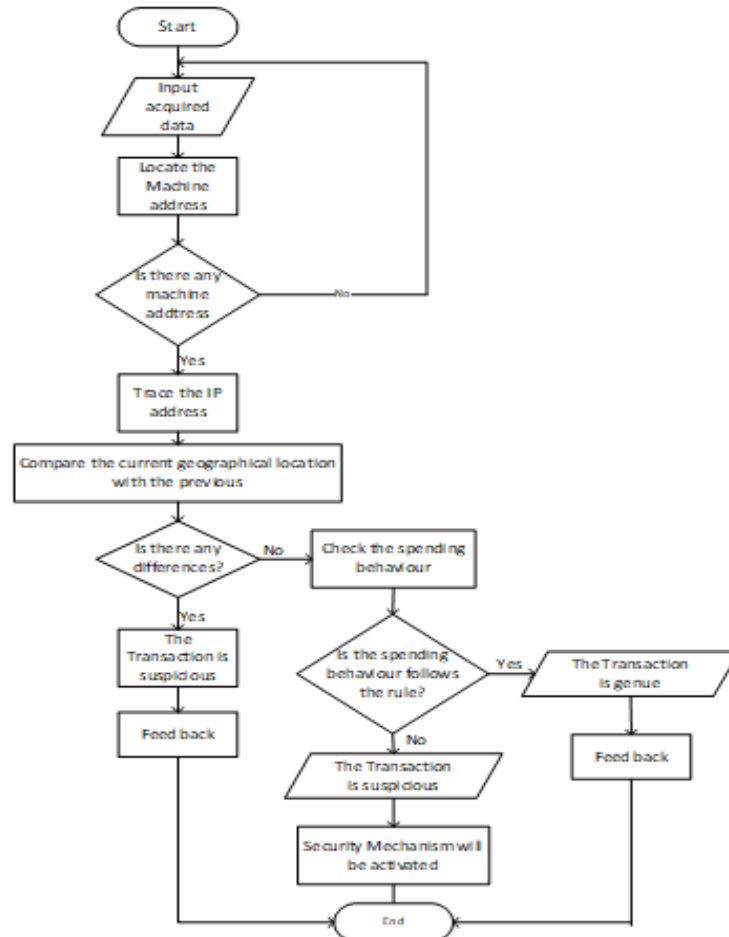 Start
Input
acquired
data
Locate the
Machine
address
Is there any
machine
addtress
No
Yes
Trace the IP
address
Compare the current geographical location
with the previous
Is there any
differences?
No
Check the spending
behaviour
Yes
The
Transaction is
suspicious
Is the spending
behaviour follows
the rule?
Yes
The Transaction
is genue
Feed back
No
The Transaction
is suspicious
Feed back
Security Mechanism will
be activated
End